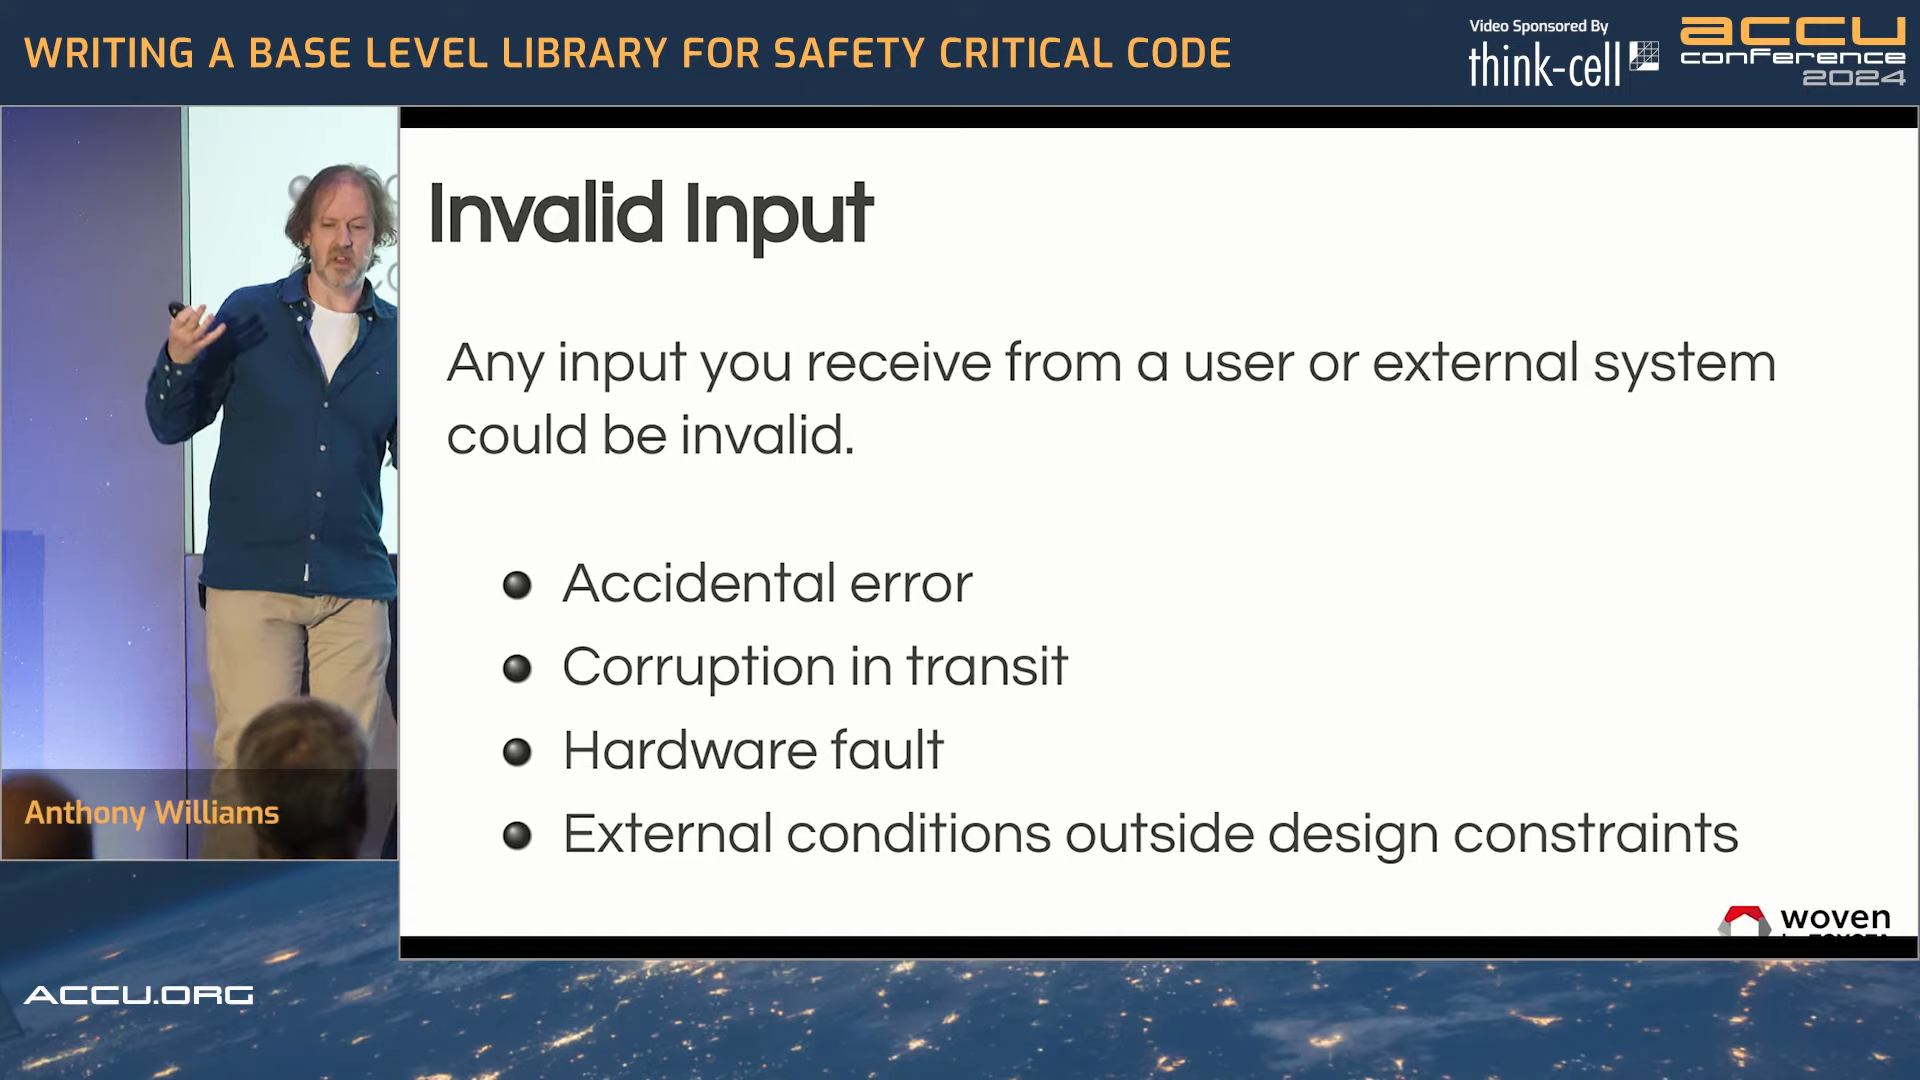 WRITING A BASE LEVEL LIBRARY FOR SAFETY CRITICAL CODE
Video Sponsored By
think-cell
accu
conference
2024
Invalid Input
Any input you receive from a user or external system
could be invalid.
Accidental error
Corruption in transit
Hardware fault
External conditions outside design constraints
Anthony Williams
woven
ACCU.ORG